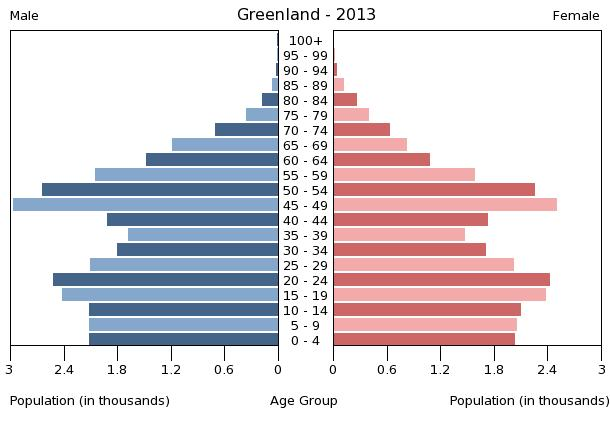 Greenland - 2013
Male
Female
100+
95 - 99
90 - 94
85 - 89
80 - 84
75 - 79
70 - 74
65 - 69
60 - 64
55 - 59
50 - 54
45 - 49
40 - 44
35 - 39
30 - 34
25 - 29
20 - 24
15 - 19
10 - 14
5 - 9
0 - 4
3 2.4 1.8 1.2 0.6 0 0 0.6 1.2 1.8 2.4 3
Population (in thousands) Age Group Population (in thousands)